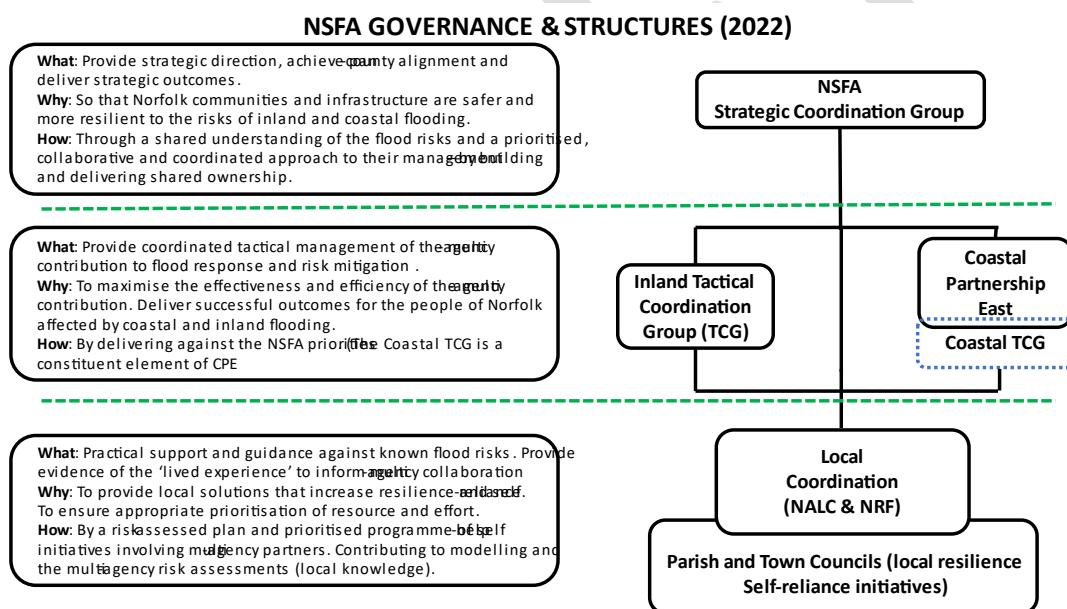 NSFA GOVERNANCE & STRUCTURES (2022)
What: Provide strategic direction, achieve county alignment and
deliver strategic outcomes.
Why: So that Norfolk communities and infrastructure are safer and
more resilient to the risks of inland and coastal flooding.
How: Through a shared understanding of the flood risks and a prioritised,
collaborative and coordinated approach to their management by building
and delivering shared ownership.
NSFA
Strategic Coordination Group
What: Provide coordinated tactical management of the agency
contribution to flood response and risk mitigation .
Why: To maximise the effectiveness and efficiency of the
contribution. Deliver successful outcomes for the people of Norfolk
affected by coastal and inland flooding.
How: By delivering against the NSFA priorities (The Coastal TCG is a
constituent element of CPE
Inland Tactical
Coordination
Group (TCG)
Coastal
Partnership
East
Coastal TCG
What: Practical support and guidance against known flood risks. Provide
evidence of the ‘lived experience’ to inform agency collaboration
Why: To provide local solutions that increase resilience
To ensure appropriate prioritisation of resource and effort.
How: By a risk assessed plan and prioritised programme of self
initiatives involving agency partners. Contributing to modelling and
the multi agency risk assessments (local knowledge).
Local
Coordination
(NALC & NRF)
Parish and Town Councils (local resilience
Self-reliance initiatives)